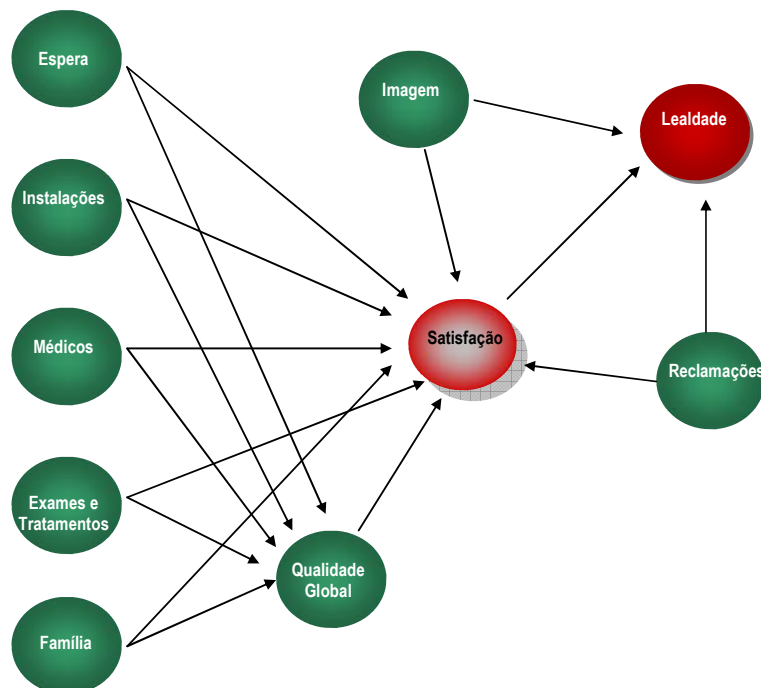 Espera
Imagem
Lealdade
Instalações
Médicos
Satisfação
Reclamações
Exames e
Tratamentos
Qualidade
Global
Família